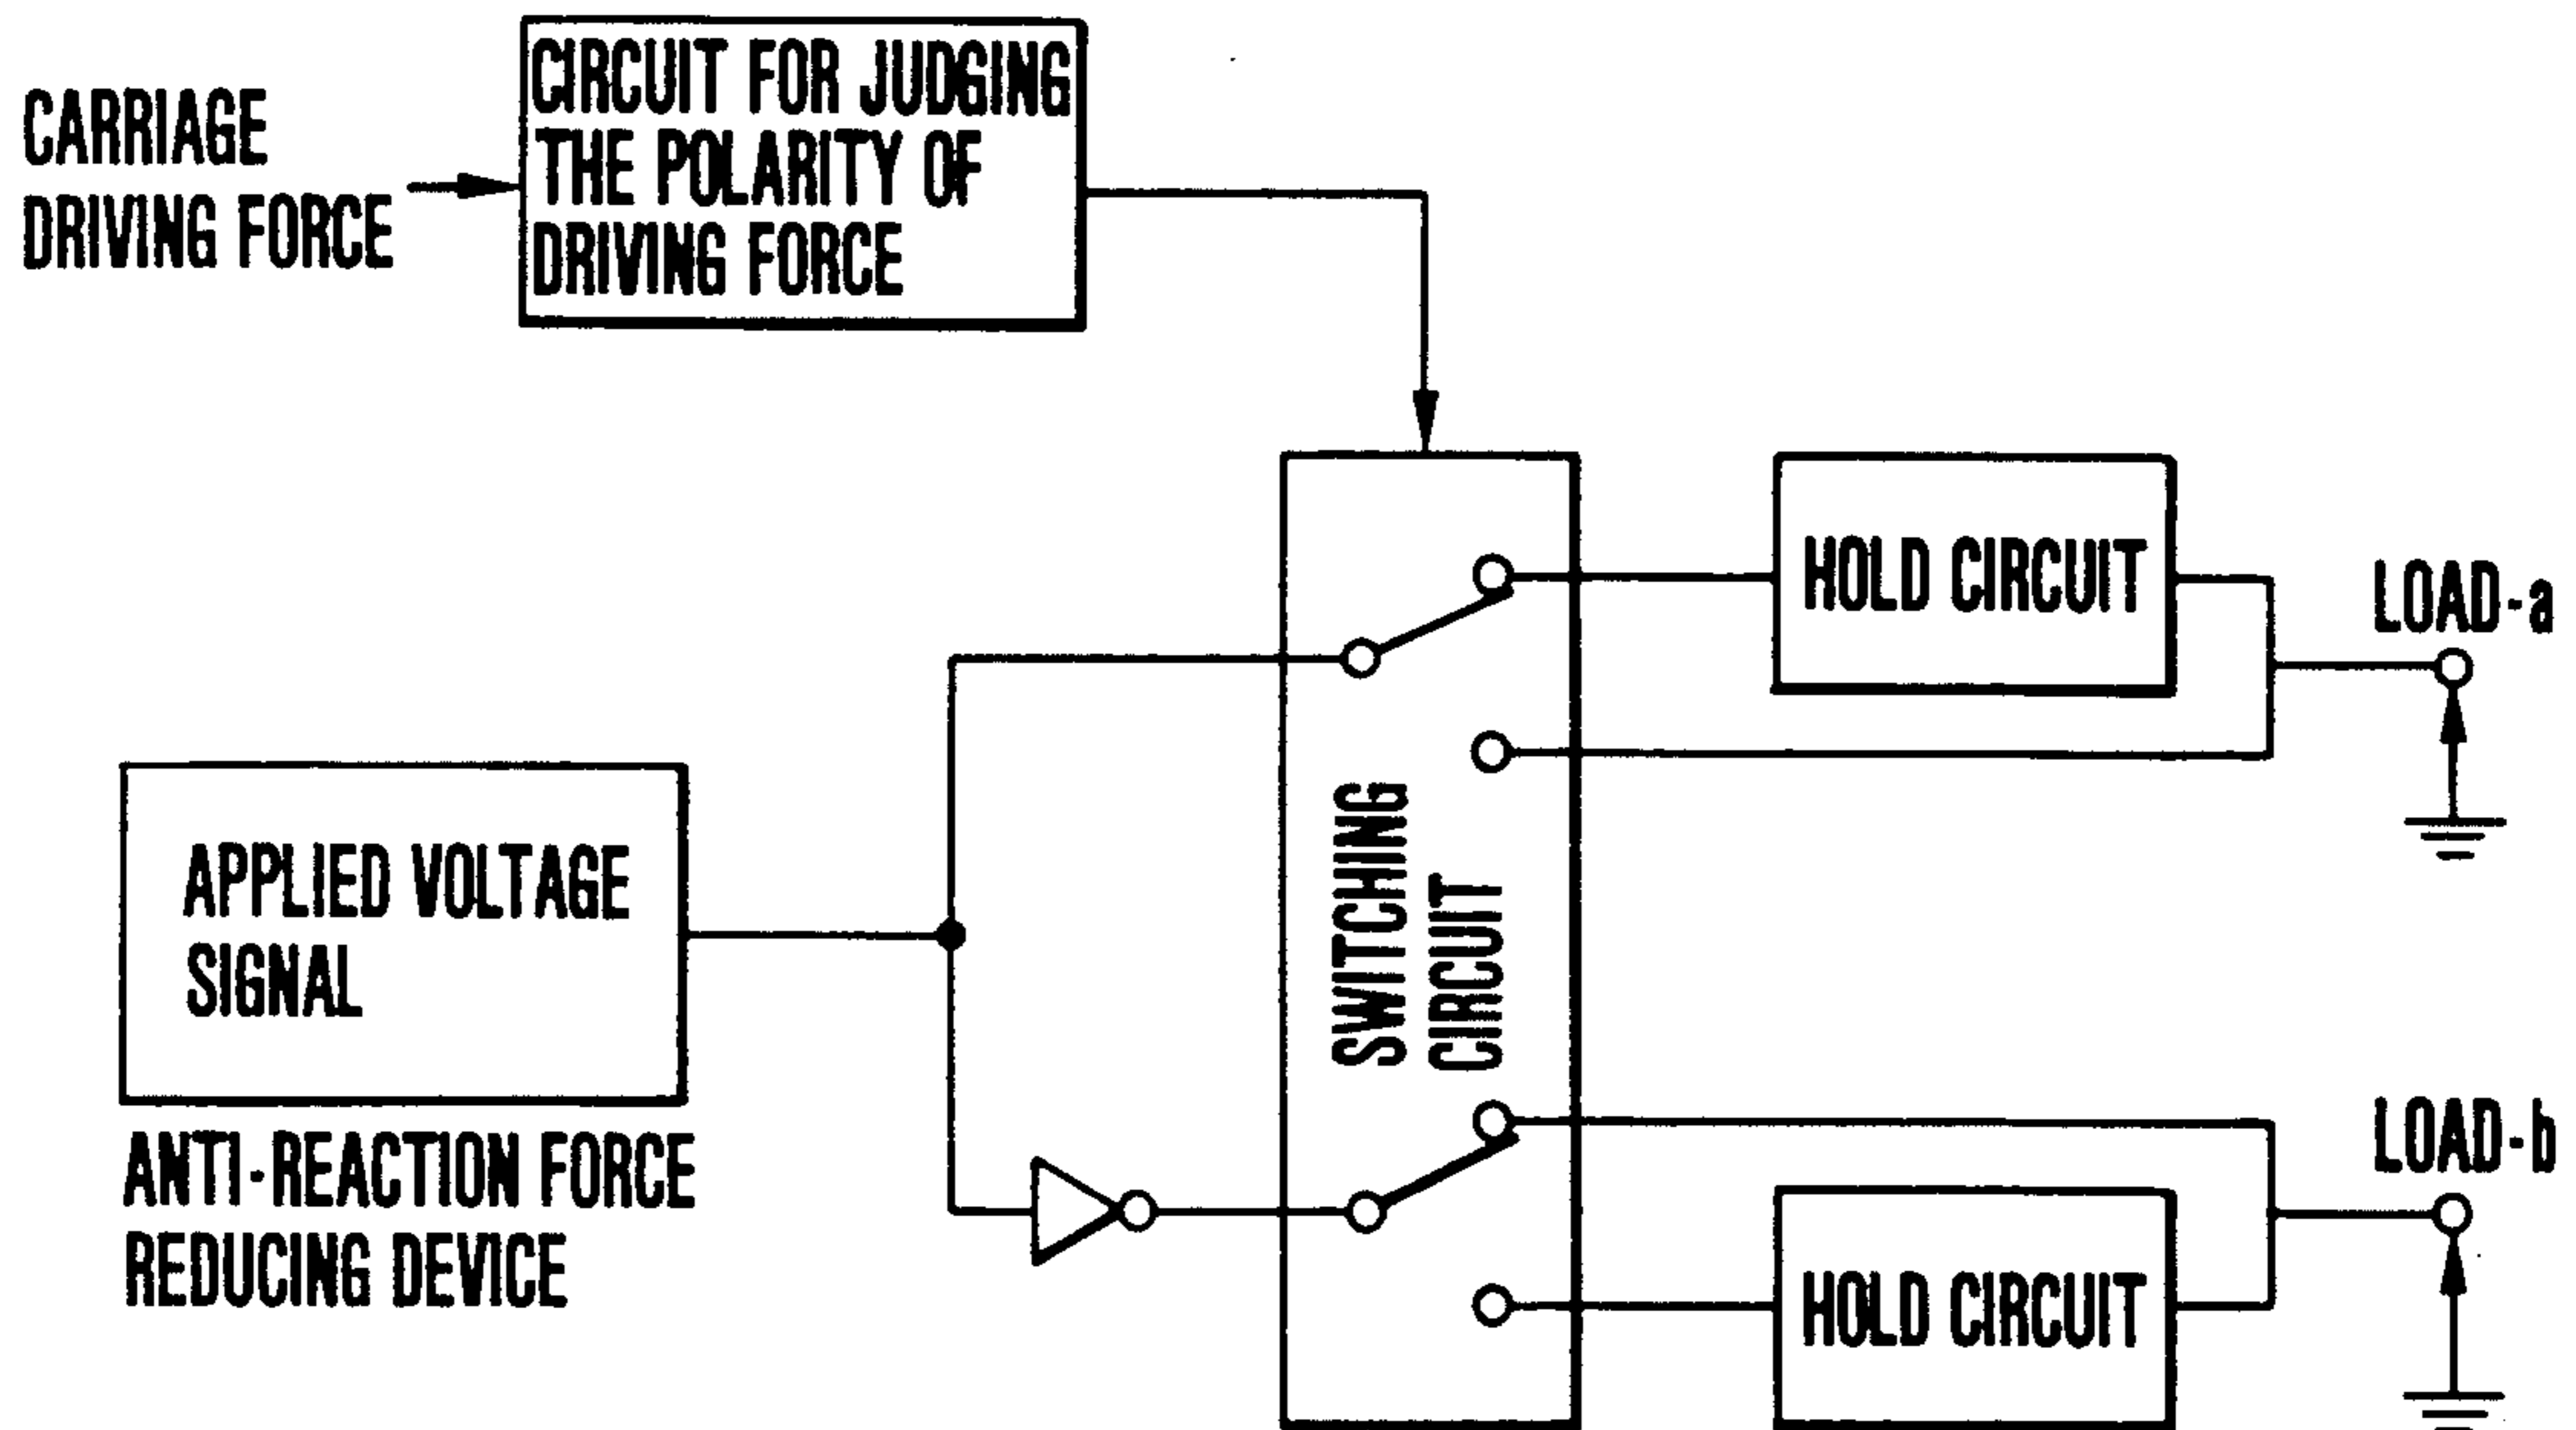 CIRCUIT FOR JUDGING
THE POLARITY OF
DRIVING FORCE
CARRIAGE
DRIVING FORCE
HOLD CIRCUIT
LOAD-a
SWITCHING
CIRCUIT
APPLIED VOLTAGE
SIGNAL
ANTI-REACTION FORCE
REDUCING DEVICE
LOAD-b
HOLD CIRCUIT